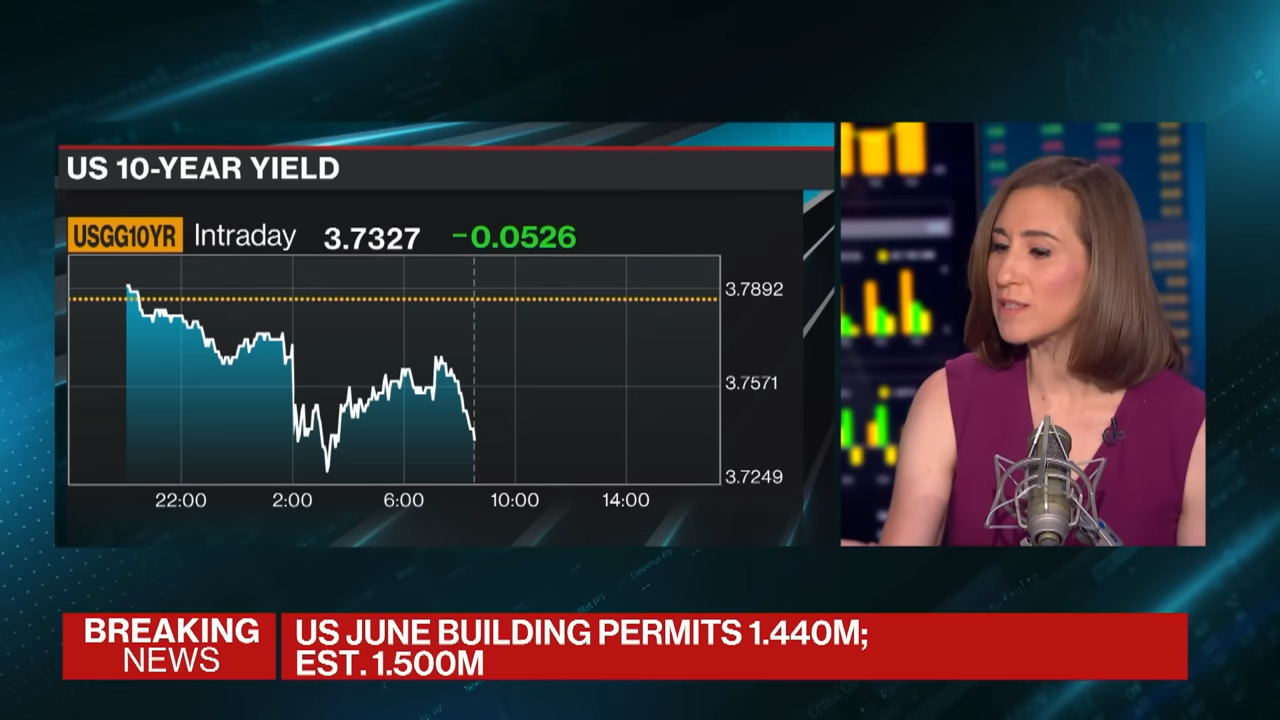 US 10-YEAR YIELD
USGG10YR Intraday 3.7327 -0.0526
3.7892
3.7571
3.7249
22:00 2:00 6:00 10:00 14:00
BREAKING NEWS
US JUNE BUILDING PERMITS 1.440M;
EST. 1.500M